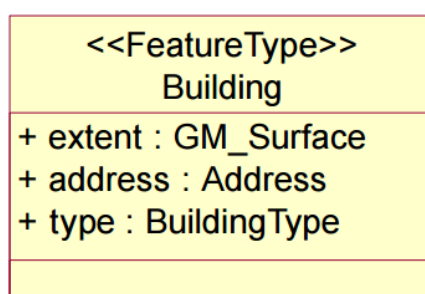 <<FeatureType>>
Building
+ extent : GM_Surface
+ address : Address
+ type : BuildingType